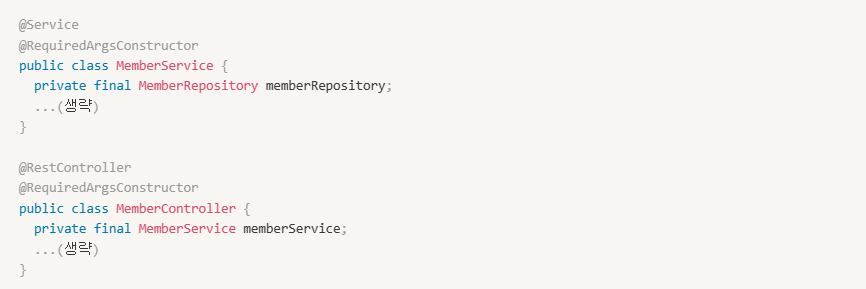 @Service
@RequiredArgsConstructor
public class MemberService {
  private final MemberRepository memberRepository;
  ...(생략)
}

@RestController
@RequiredArgsConstructor
public class MemberController {
  private final MemberService memberService;
  ...(생략)
}